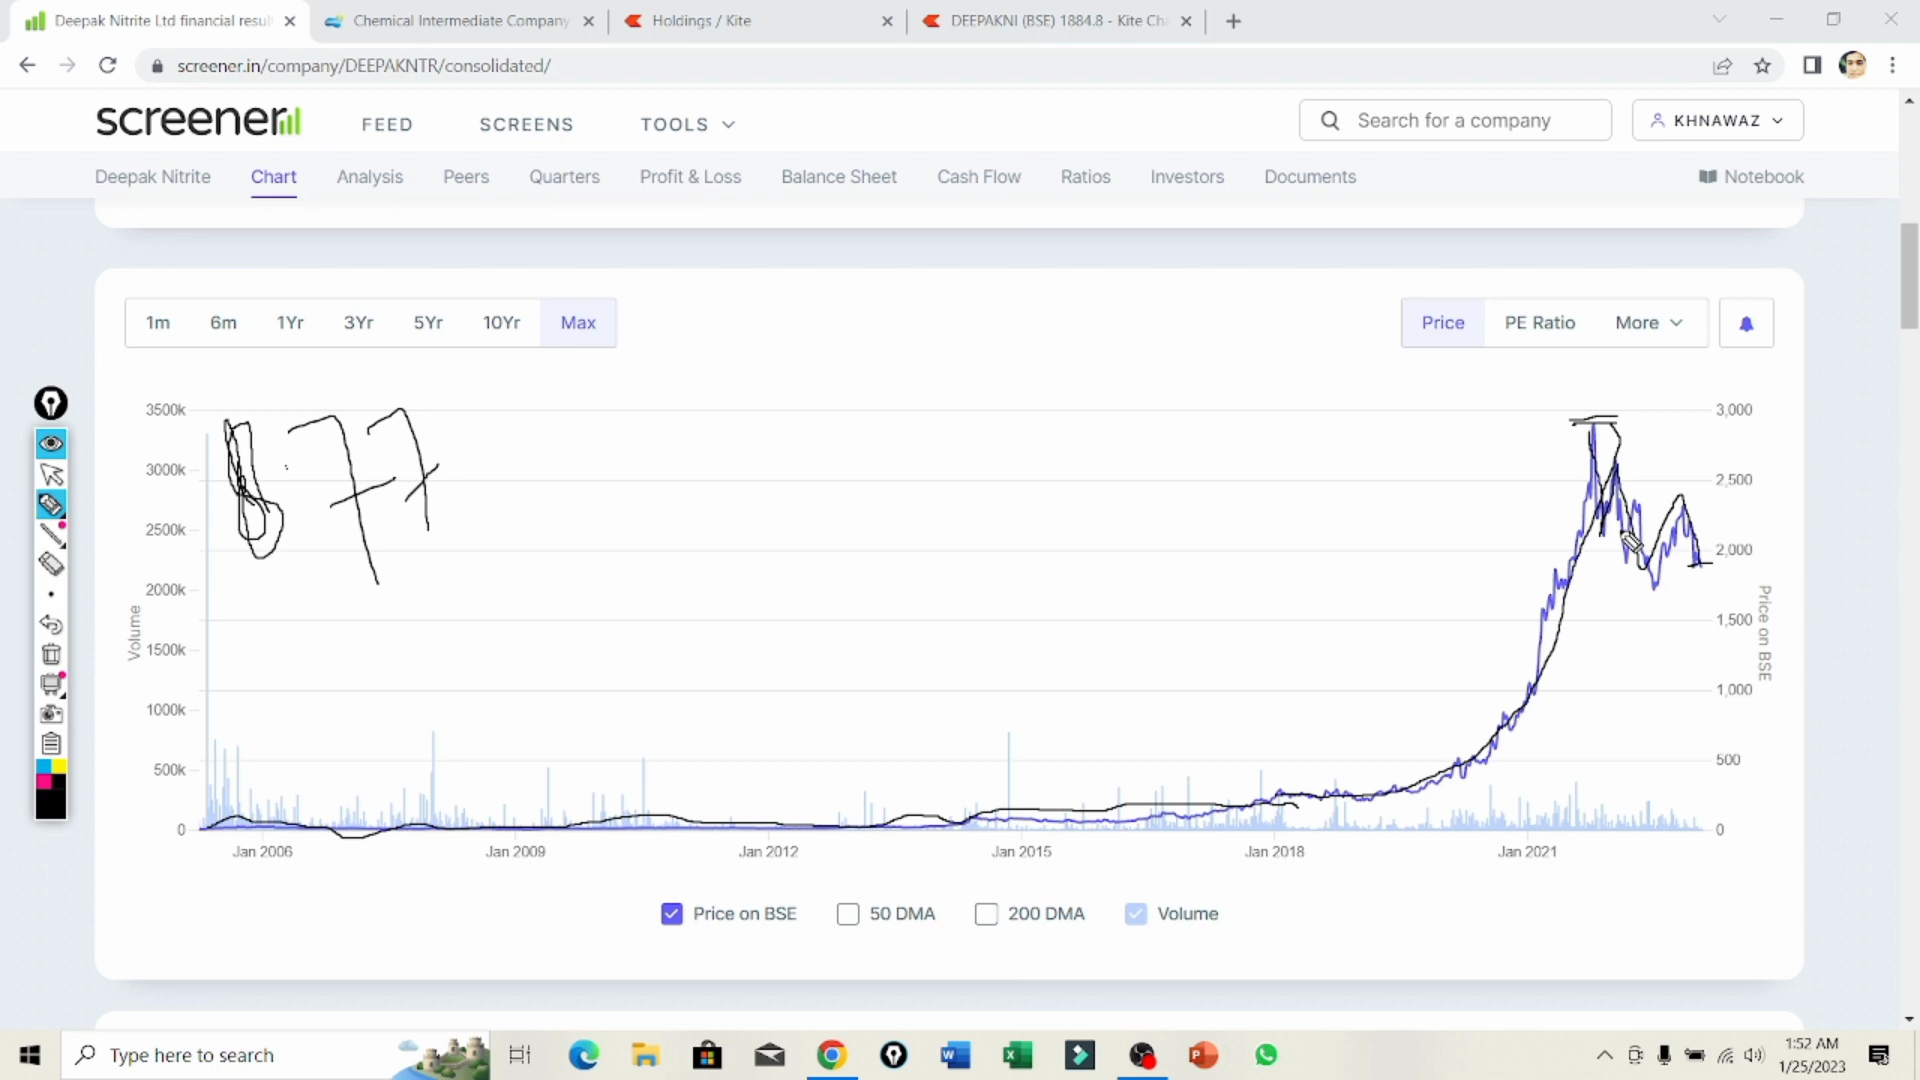 Deepak Nitrite Ltd financial resul
Chemical Intermediate Company
Holdings / Kite
DEEPAKNI (BSE) 1884.8 - Kite Cha
screener.in/company/DEEPAKNTR/consolidated/
screener
FEED
SCREENS
TOOLS
Search for a company
KHNAWAZ
Deepak Nitrite
Chart
Analysis
Peers
Quarters
Profit & Loss
Balance Sheet
Cash Flow
Ratios
Investors
Documents
Notebook
1m
6m
1Yr
3Yr
5Yr
10Yr
Max
Price
PE Ratio
More
877
3500k
3000k
2500k
2000k
1500k
1000k
500k
0
Volume
3,000
2,500
2,000
1,500
1,000
500
0
Price on BSE
Jan 2006
Jan 2009
Jan 2012
Jan 2015
Jan 2018
Jan 2021
Price on BSE
50 DMA
200 DMA
Volume
Type here to search
1:52 AM
1/25/2023